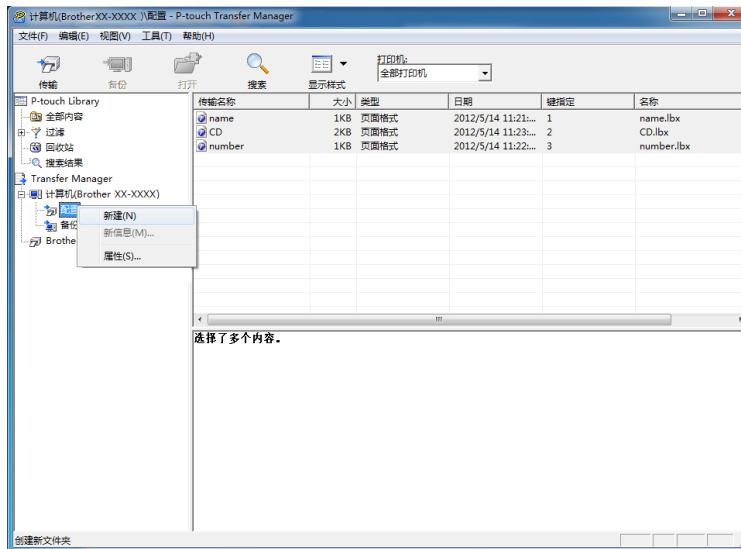 计算机(BrotherXX-XXXX )\配置 - P-touch Transfer Manager
文件(F) 编辑(E) 视图(V) 工具(T) 帮助(H)
传输 备份 打开 搜索 显示样式 打印机: 全部打印机
P-touch Library
全部内容
过滤
回收站
搜索结果
Transfer Manager
计算机(Brother XX-XXXX)
配置
备份
Brothe
新建(N)
新信息(M)...
属性(S)...
传输名称 大小 类型 日期 键指定 名称
name 1KB 页面格式 2012/5/14 11:21:... 1 name.lbx
CD 2KB 页面格式 2012/5/14 11:23:... 2 CD.lbx
number 1KB 页面格式 2012/5/14 11:22:... 3 number.lbx
选择了多个内容。
创建新文件夹